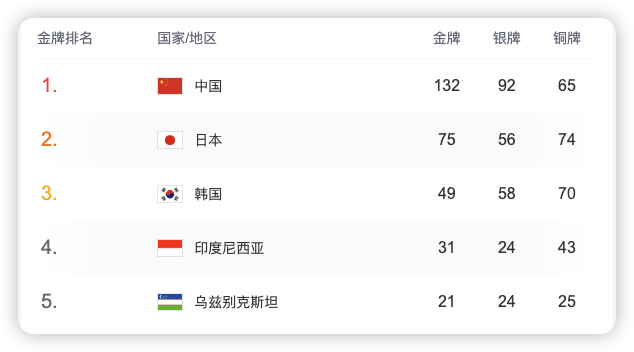 金牌排名 国家/地区 金牌 银牌 铜牌
1. 中国 132 92 65
2. 日本 75 56 74
3. 韩国 49 58 70
4. 印度尼西亚 31 24 43
5. 乌兹别克斯坦 21 24 25